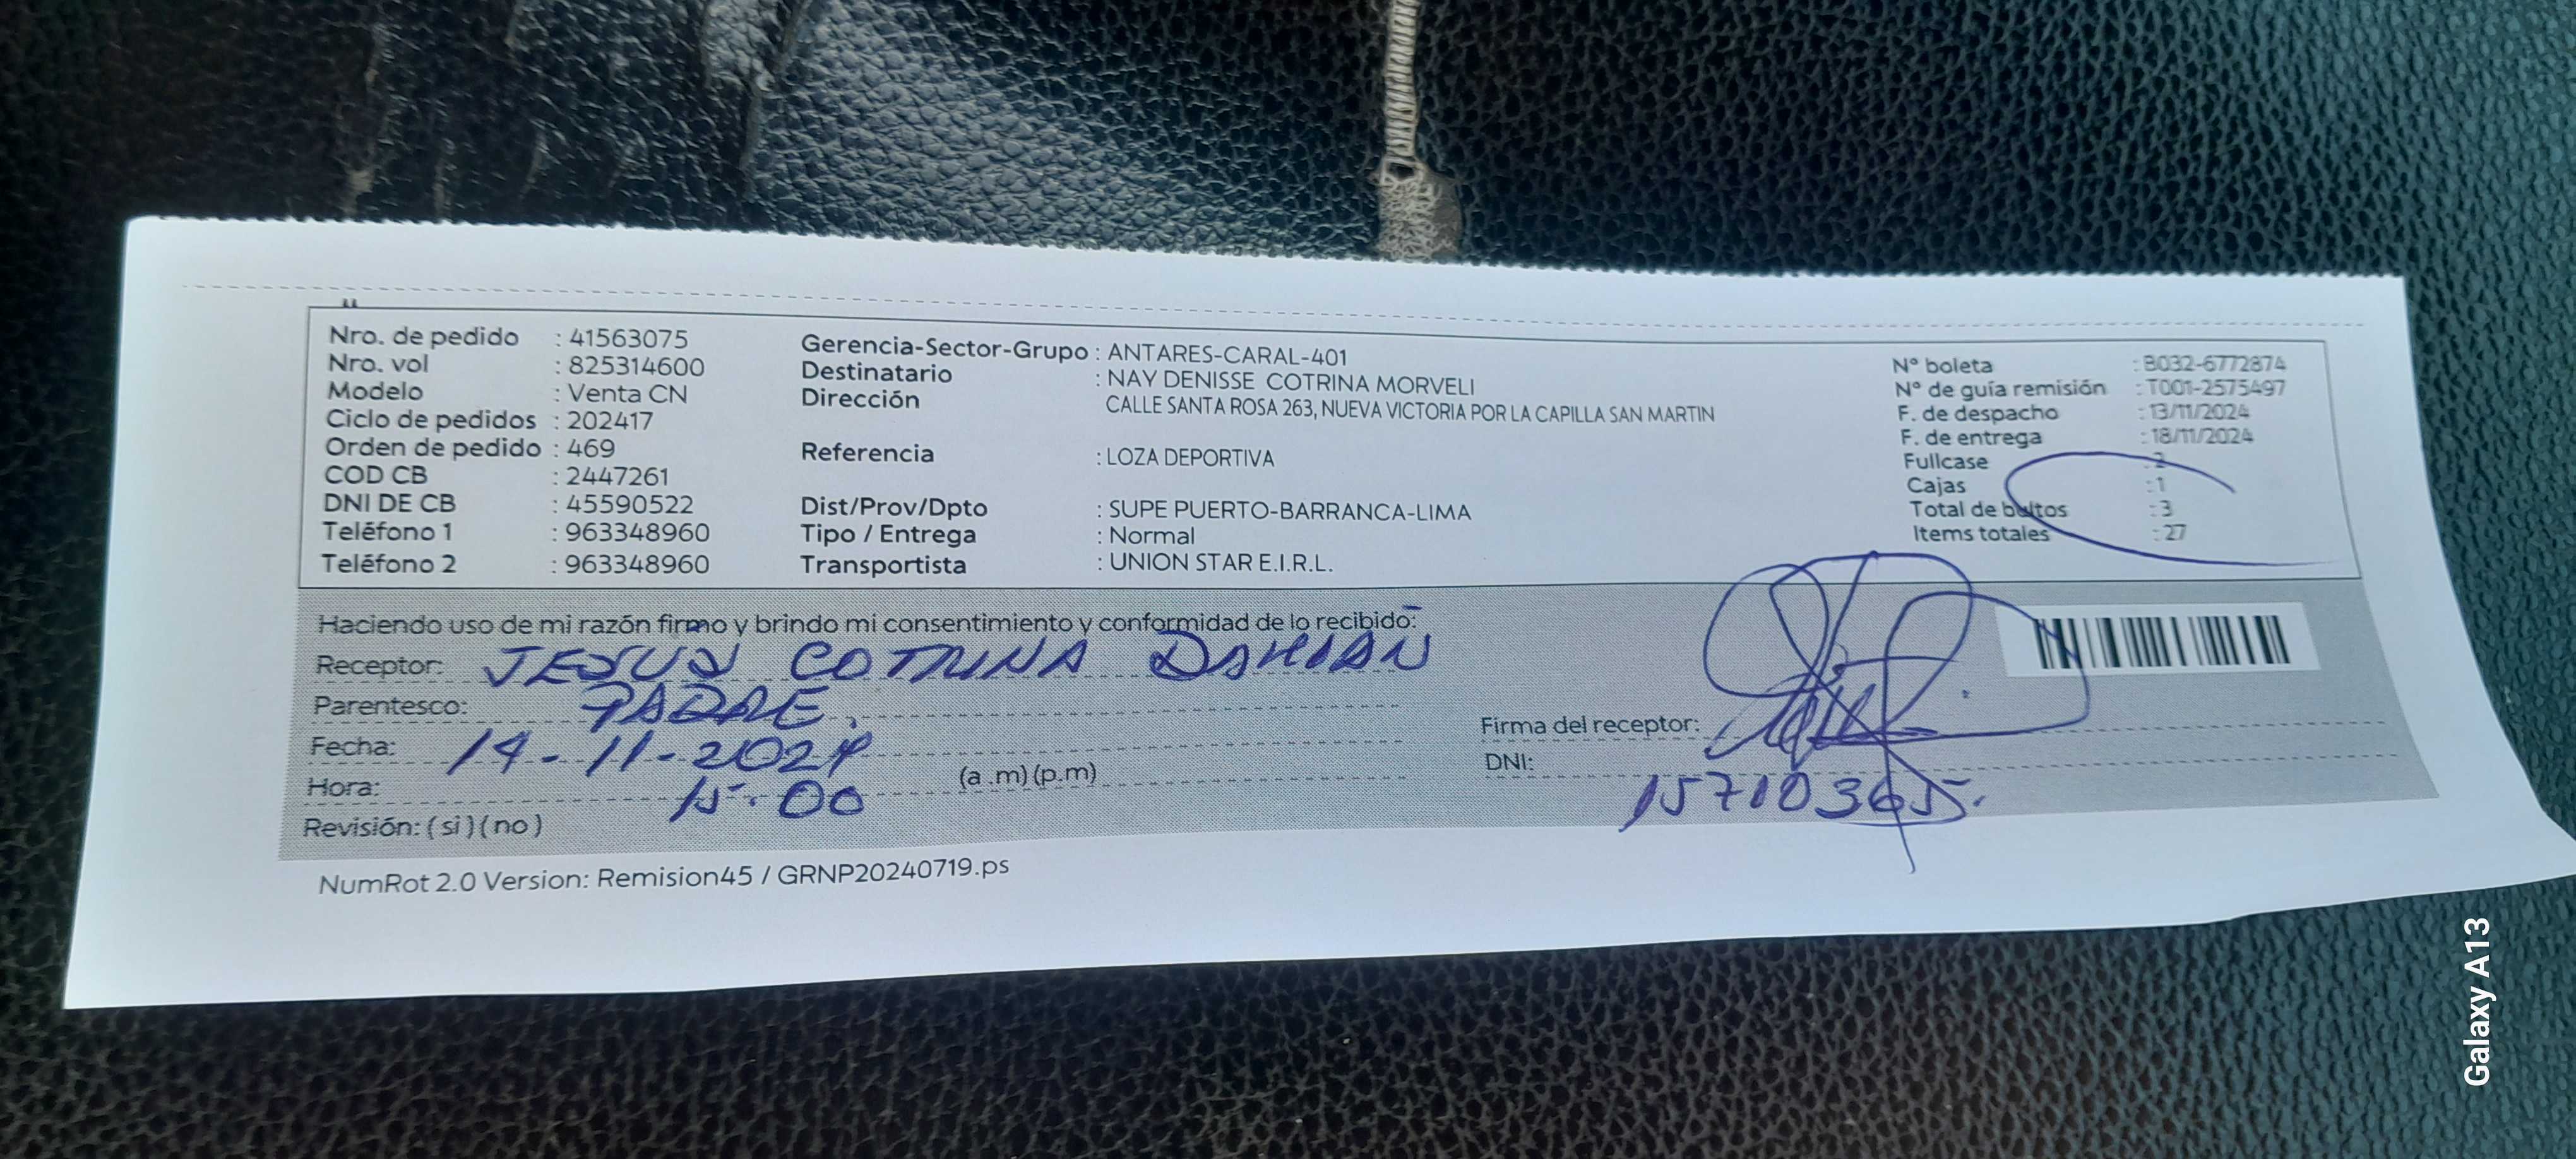 Nro. de pedido : 41563075
Nro. vol : 825314600
Modelo : Venta CN
Ciclo de pedidos : 202417
Orden de pedido : 469
COD CB : 2447261
DNI DE CB : 45590522
Teléfono 1 : 963348960
Teléfono 2 : 963348960
Gerencia-Sector-Grupo : ANTARES-CARAL-401
Destinatario : NAY DENISSE COTRINA MORVELI
Dirección CALLE SANTA ROSA 263, NUEVA VICTORIA POR LA CAPILLA SAN MARTIN
Referencia : LOZA DEPORTIVA
Dist/Prov/Dpto : SUPE PUERTO-BARRANCA-LIMA
Tipo / Entrega : Normal
Transportista : UNION STAR E.I.R.L.
Nº boleta : B032-6772874
Nº de guía remisión : T001-2575497
F. de despacho : 13/11/2024
F. de entrega : 18/11/2024
Fullcase : 2
Cajas : 1
Total de bultos : 3
Items totales : 27
Haciendo uso de mi razón firmo y brindo mi consentimiento y conformidad de lo recibido:
Receptor: JESUS COTRINA DAMIAN
Parentesco: PADRE.
Fecha: 14-11-2024
Hora: 15:00 (a .m) (p.m)
Revisión: ( si ) ( no )
Firma del receptor:
DNI: 15710365.
NumRot 2.0 Version: Remision45 / GRNP20240719.ps
Galaxy A13